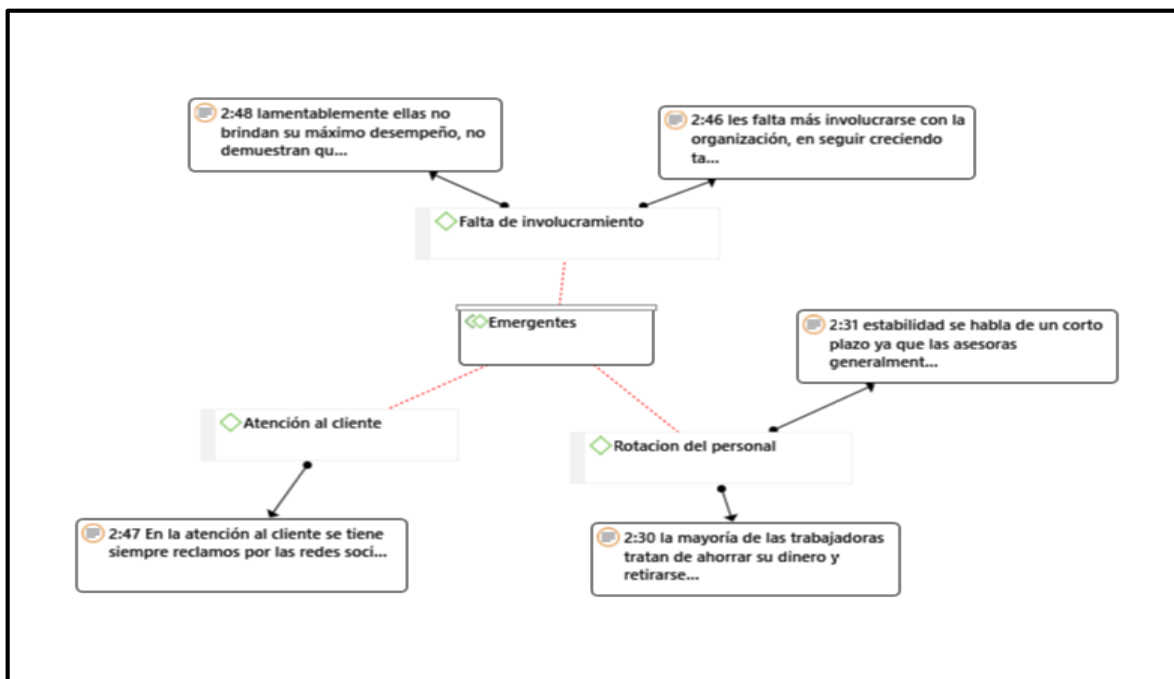 2:48 lamentablemente ellas no
brindan su máximo desempeño, no
demuestran qu...
2:46 les falta más involucrarse con la
organización, en seguir creciendo
ta...
Falta de involucramiento
Emergentes
2:31 estabilidad se habla de un corto
plazo ya que las asesoras
generalment...
Atención al cliente
Rotacion del personal
2:47 En la atención al cliente se tiene
siempre reclamos por las redes soci...
2:30 la mayoría de las trabajadoras
tratan de ahorrar su dinero y
retirarse...